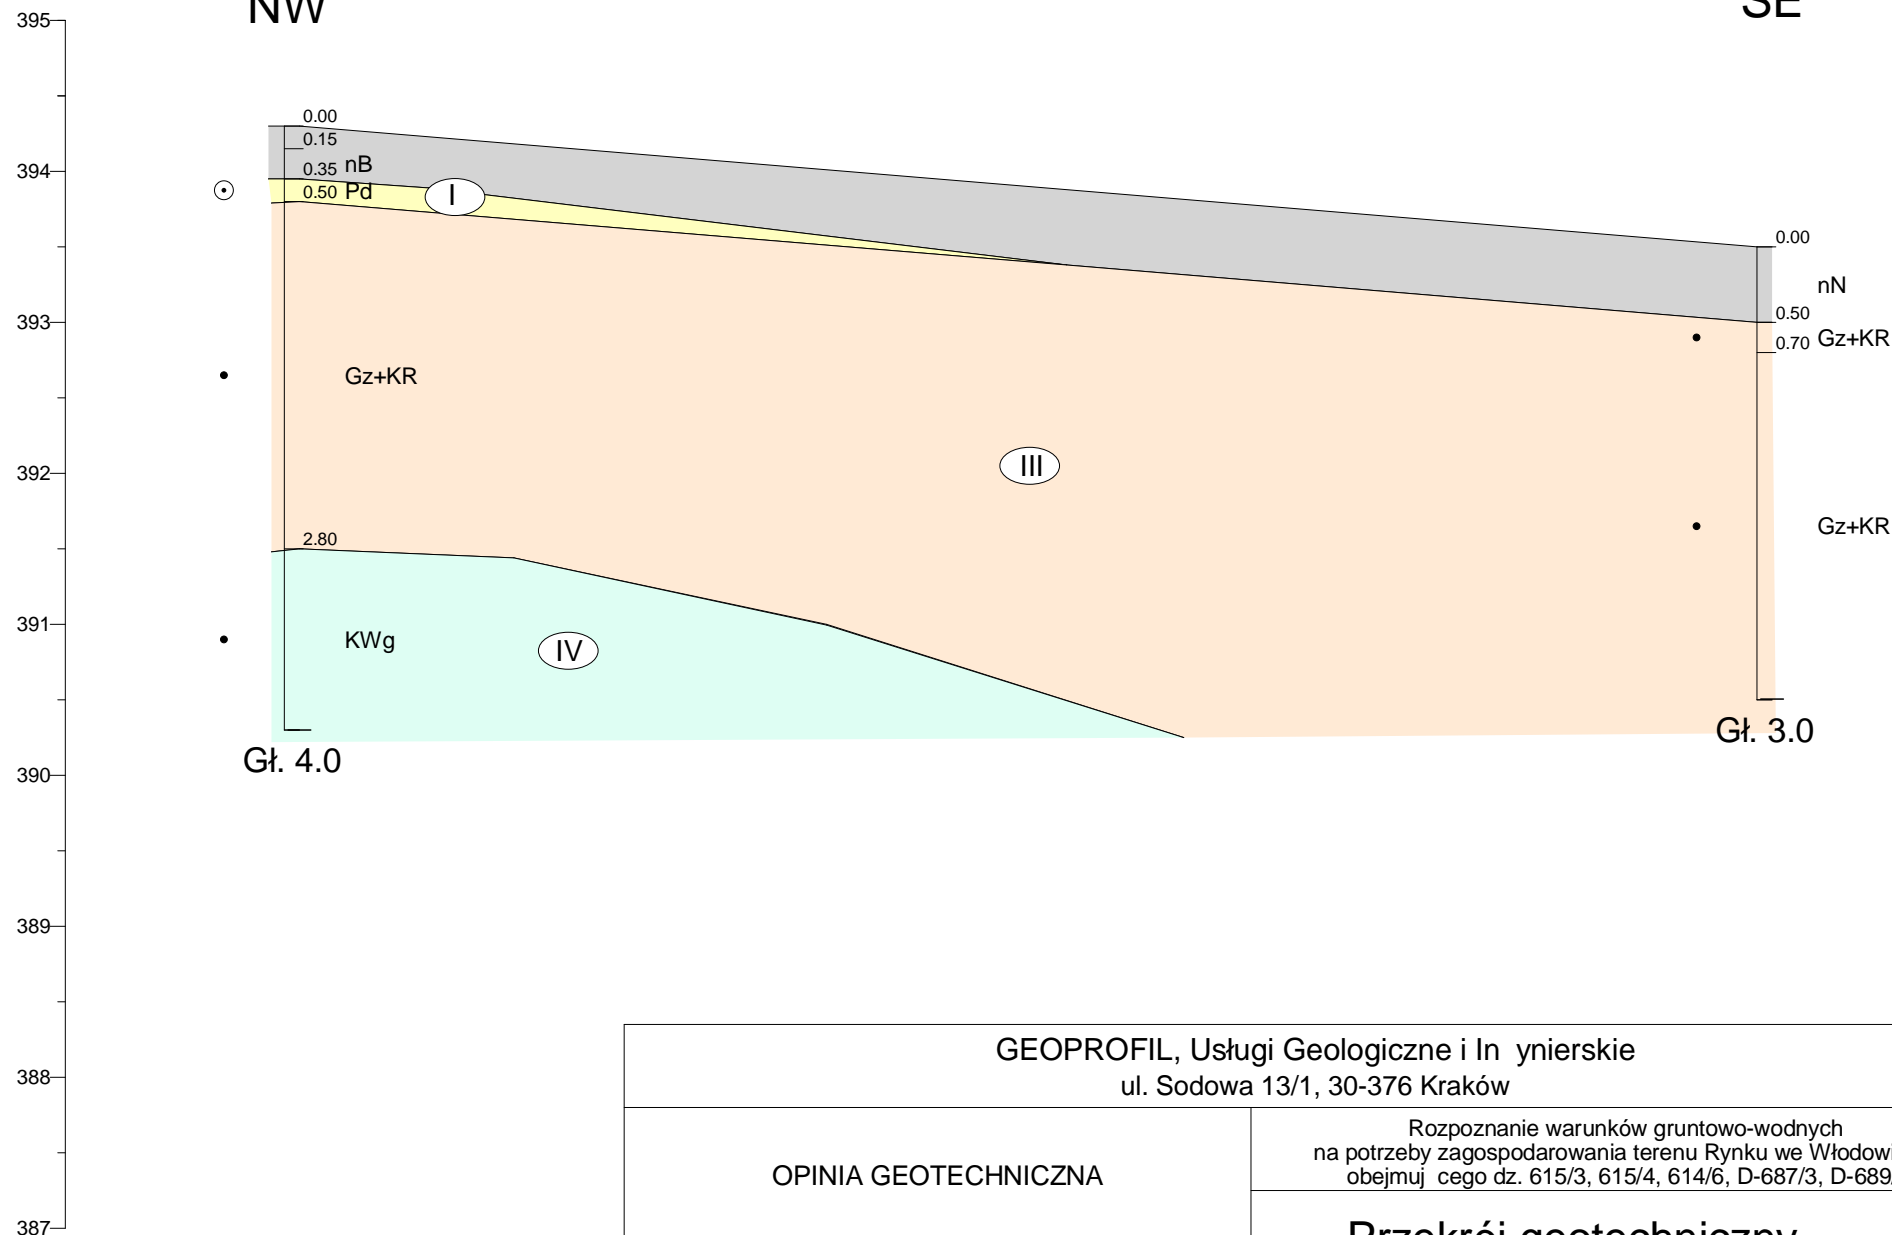 NW
SE
395
394
393
392
391
390
389
388
387
0.00
0.15
0.35 nB
0.50 Pd
I
Gz+KR
III
2.80
KWg
IV
Gł. 4.0
0.00
nN
0.50
0.70 Gz+KR
Gz+KR
Gł. 3.0
GEOPROFIL, Usługi Geologiczne i In ynierskie
ul. Sodowa 13/1, 30-376 Kraków
OPINIA GEOTECHNICZNA
Rozpoznanie warunków gruntowo-wodnych
na potrzeby zagospodarowania terenu Rynku we Włodowi
obejmuj cego dz. 615/3, 615/4, 614/6, D-687/3, D-689/
Przekrój geotechniczny